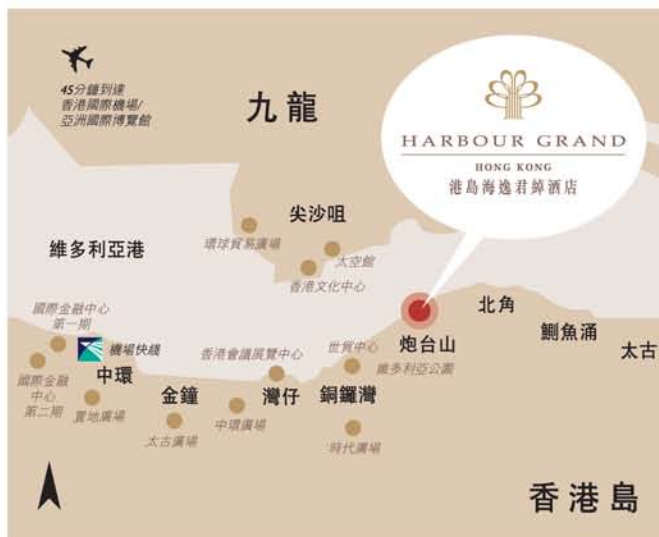 45分鐘到達
香港國際機場/
亞洲國際博覽館
九龍
HARBOUR GRAND
HONG KONG
港島海逸君綽酒店
尖沙咀
環球貿易廣場
太空館
香港文化中心
維多利亞港
國際金融中心
第一期
機場快綫
中環
國際金融
中心
第二期
置地廣場
金鐘
太古廣場
香港會議展覽中心
灣仔
中環廣場
世貿中心
銅鑼灣
時代廣場
炮台山
維多利亞公園
北角
鰂魚涌
太古
香港島